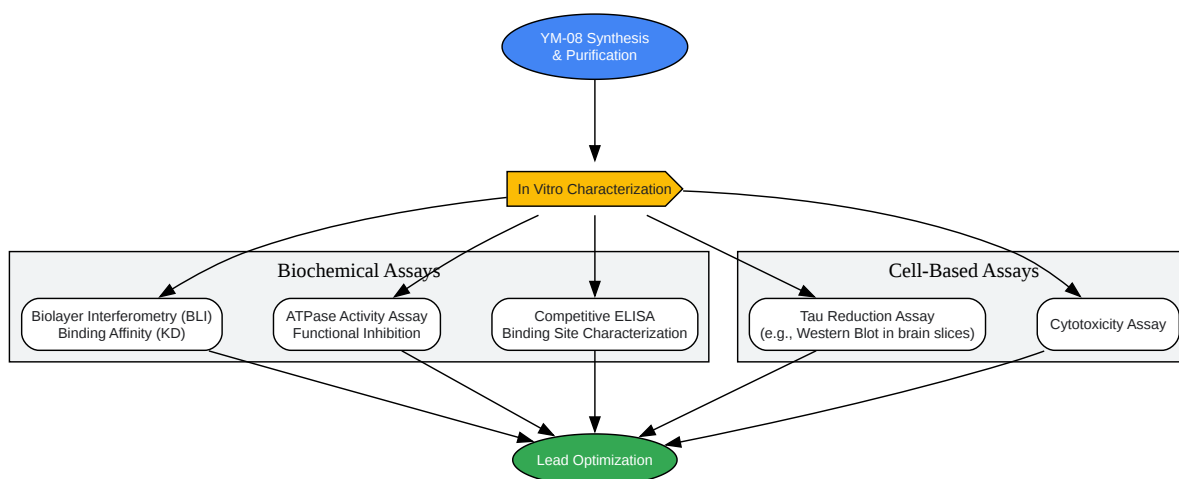 YM-08 Synthesis
& Purification
In Vitro Characterization
Biochemical Assays
Cell-Based Assays
Biolayer Interferometry (BLI)
Binding Affinity (KD)
ATPase Activity Assay
Functional Inhibition
Competitive ELISA
Binding Site Characterization
Tau Reduction Assay
(e.g., Western Blot in brain slices)
Cytotoxicity Assay
Lead Optimization